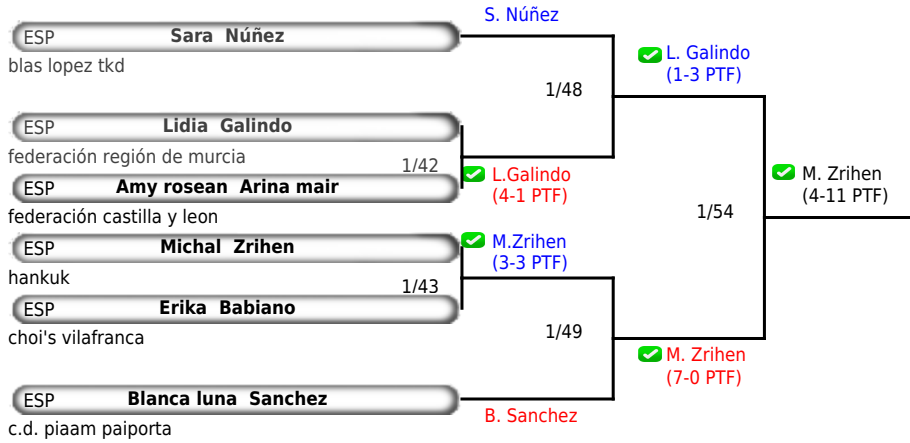 S. Núñez
ESP Sara Núñez
blas lopez tkd
L. Galindo
(1-3 PTF)
1/48
ESP Lidia Galindo
federación región de murcia
1/42
L.Galindo
(4-1 PTF)
M. Zrihen
(4-11 PTF)
ESP Amy rosean Arina mair
federación castilla y leon
1/54
ESP Michal Zrihen
M.Zrihen
(3-3 PTF)
hankuk
1/43
ESP Erika Babiano
choi's vilafranca
1/49
M. Zrihen
(7-0 PTF)
ESP Blanca luna Sanchez
B. Sanchez
c.d. piaam paiporta